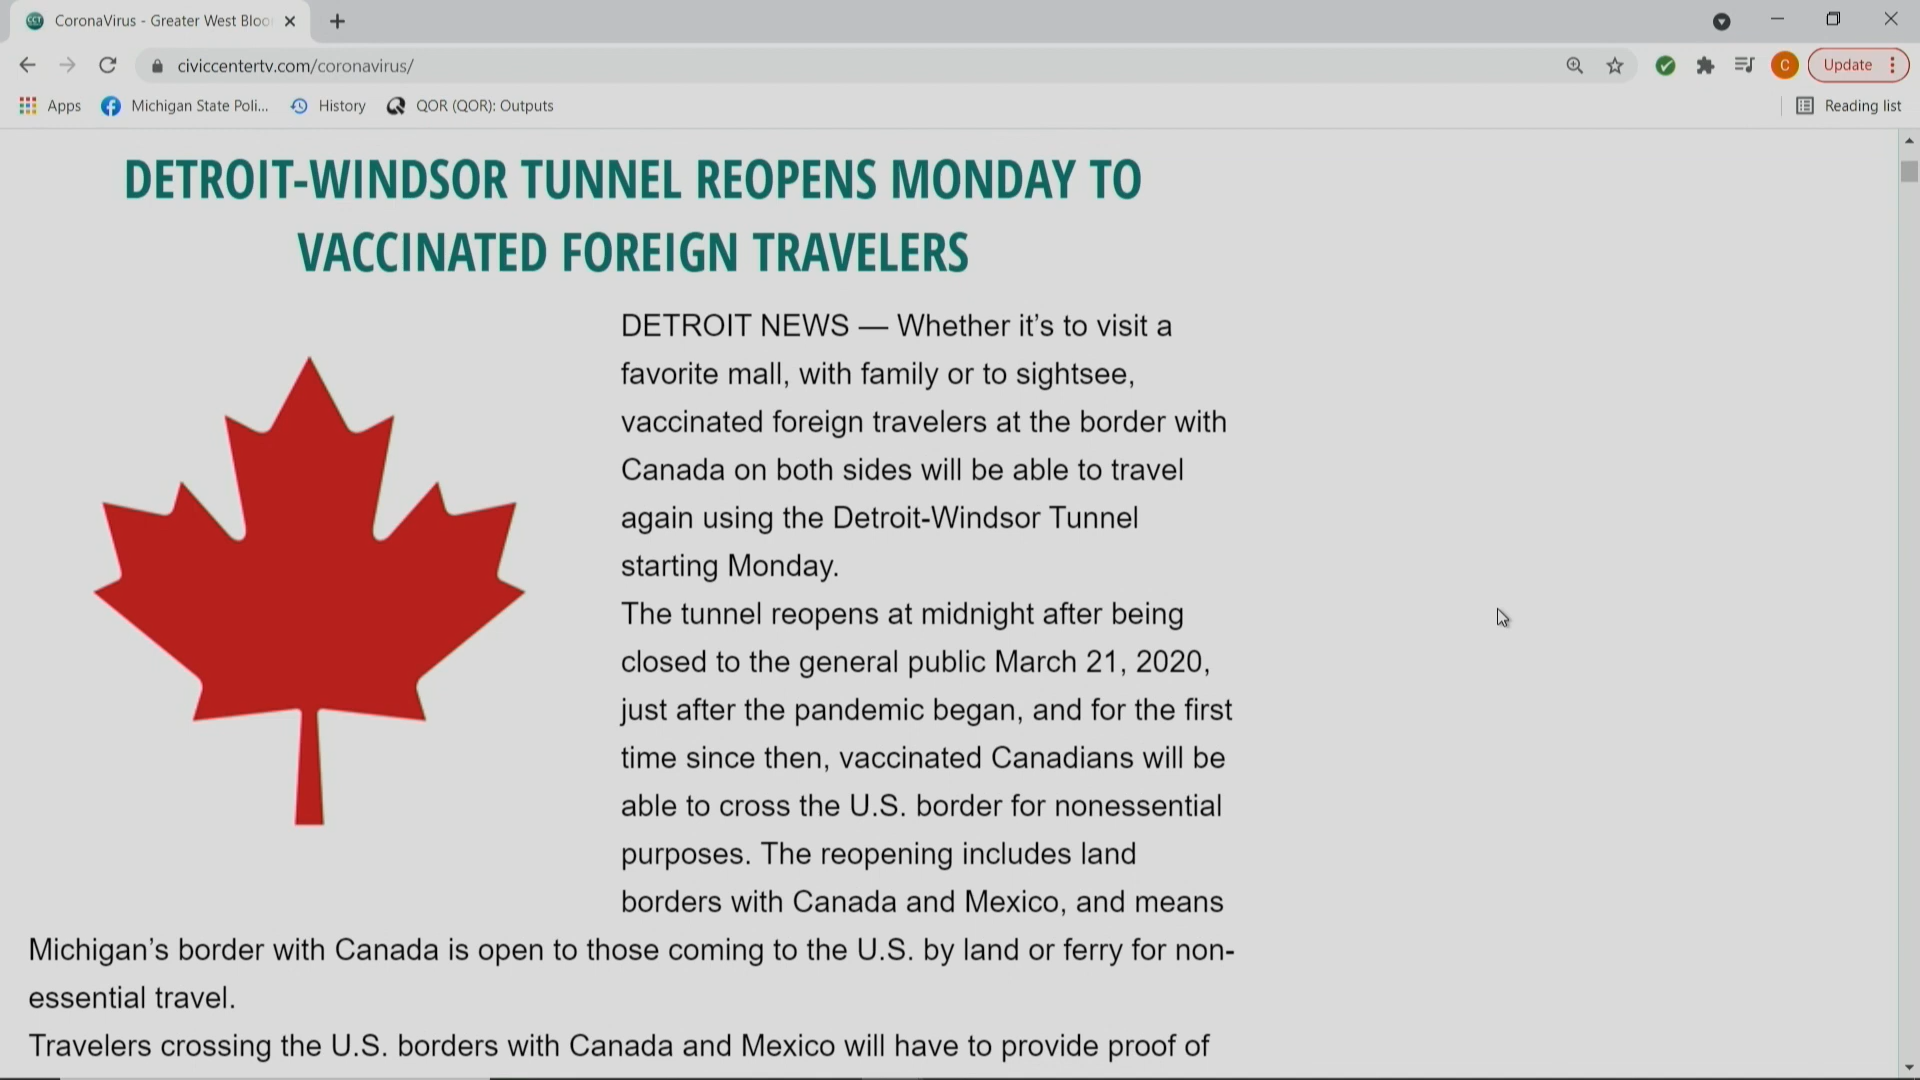 CoronaVirus - Greater West Bloo
civiccentertv.com/coronavirus/
C
Update
Apps
Michigan State Poli...
History
QOR (QOR): Outputs
Reading list
DETROIT-WINDSOR TUNNEL REOPENS MONDAY TO
VACCINATED FOREIGN TRAVELERS
DETROIT NEWS — Whether it’s to visit a
favorite mall, with family or to sightsee,
vaccinated foreign travelers at the border with
Canada on both sides will be able to travel
again using the Detroit-Windsor Tunnel
starting Monday.
The tunnel reopens at midnight after being
closed to the general public March 21, 2020,
just after the pandemic began, and for the first
time since then, vaccinated Canadians will be
able to cross the U.S. border for nonessential
purposes. The reopening includes land
borders with Canada and Mexico, and means
Michigan’s border with Canada is open to those coming to the U.S. by land or ferry for non-
essential travel.
Travelers crossing the U.S. borders with Canada and Mexico will have to provide proof of